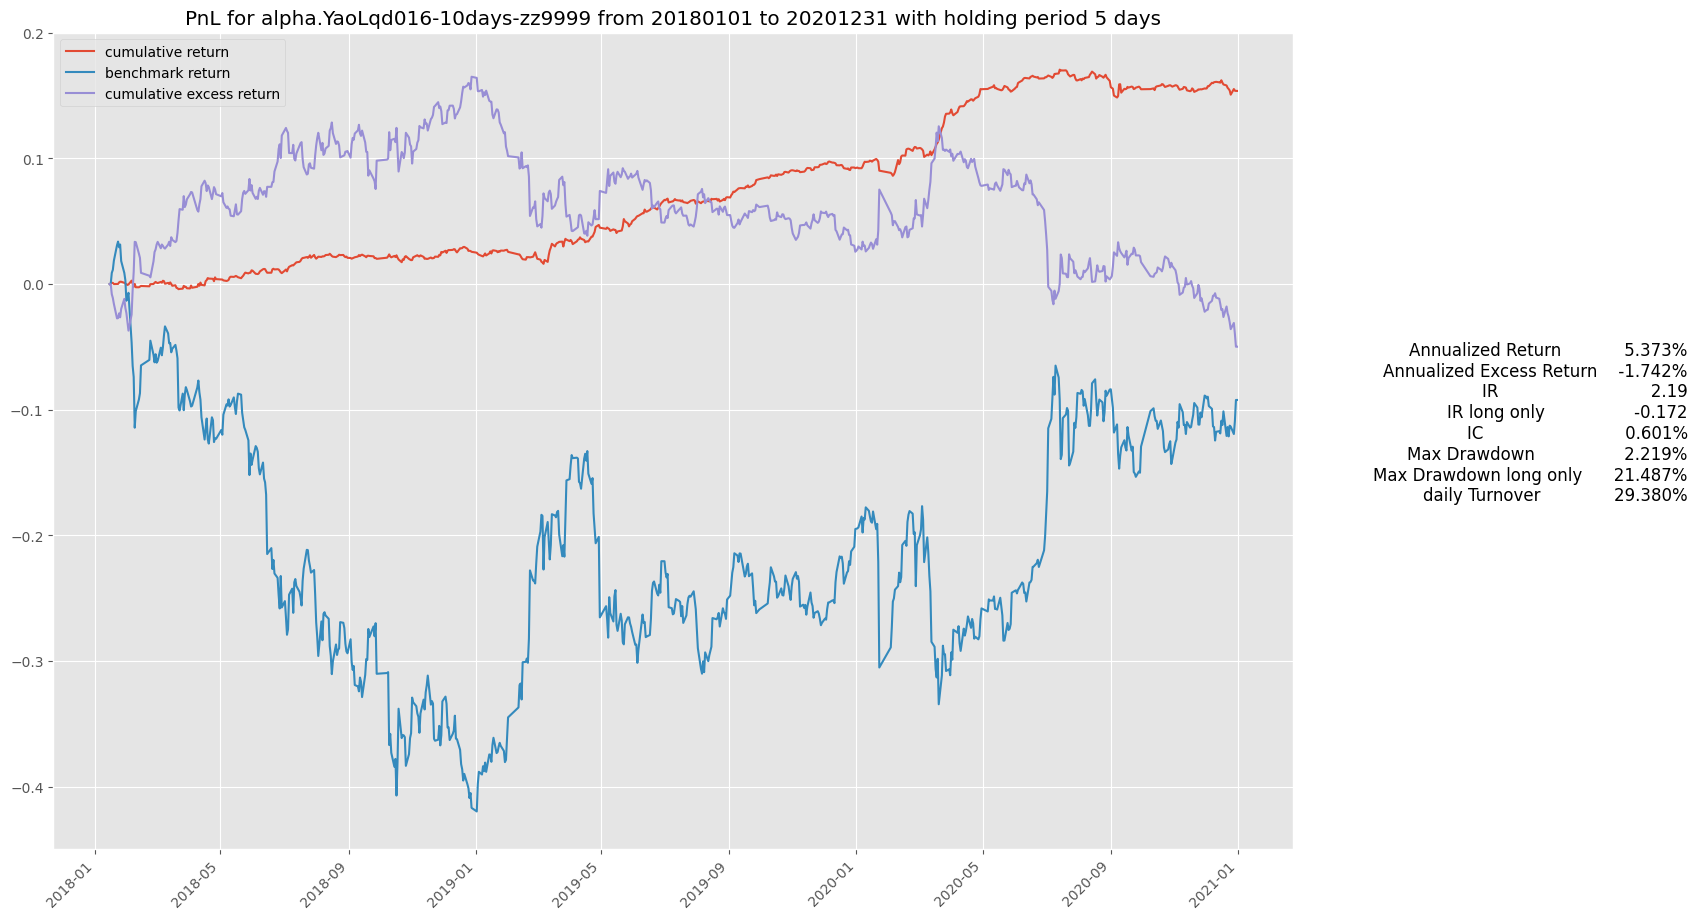 PnL for alpha.YaoLqd016-10days-zz9999 from 20180101 to 20201231 with holding period 5 days
cumulative return
benchmark return
cumulative excess return
0.2
0.1
0.0
−0.1
−0.2
−0.3
−0.4
2018-01
2018-05
2018-09
2019-01
2019-05
2019-09
2020-01
2020-05
2020-09
2021-01
Annualized Return 5.373%
Annualized Excess Return -1.742%
IR 2.19
IR long only -0.172
IC 0.601%
Max Drawdown 2.219%
Max Drawdown long only 21.487%
daily Turnover 29.380%